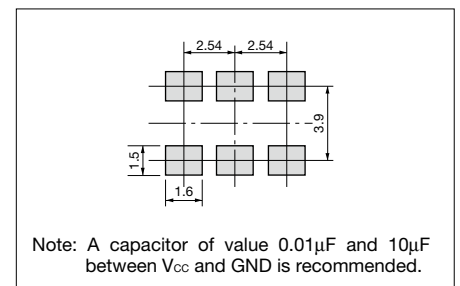 2.54 2.54
3.9
1.5
1.6
Note: A capacitor of value 0.01μF and 10μF
between Vcc and GND is recommended.